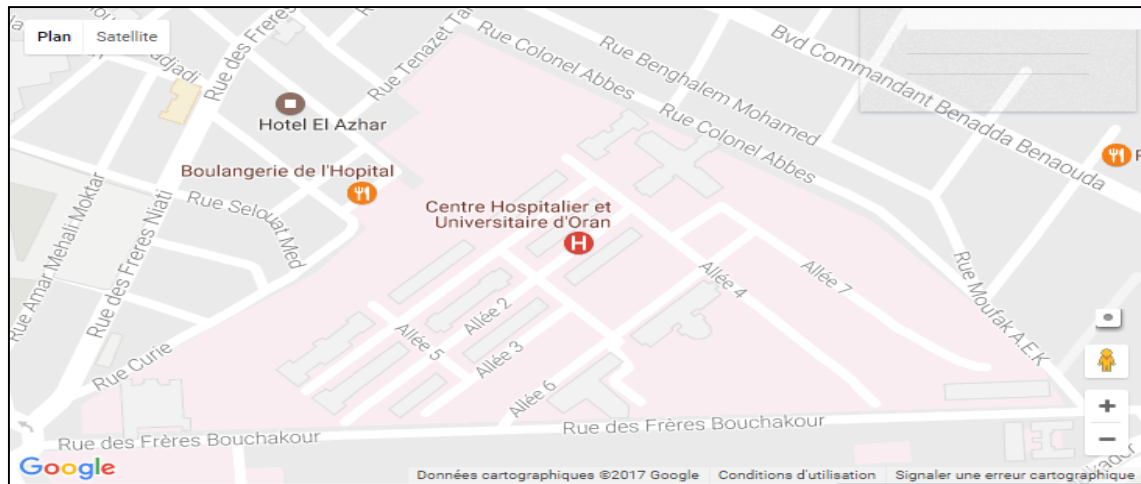 Plan
Satellite
Rue des Freres
Rue Tenazet
Rue Colonel Abbes
Rue Benghalem Mohamed
Bvd Commandant Benadda Benaouda
Rue Colonel Abbes
Hotel El Azhar
Boulangerie de l'Hopital
Rue Selouat Med
Centre Hospitalier et
Universitaire d'Oran
H
Rue Amar Mehali Moktar
Rue des Freres Niati
Allée 4
Allée 7
Rue Moufak A.E.K
Allée 2
Allée 5
Allée 3
Rue Curie
Allée 6
Rue des Frères Bouchakour
Rue des Frères Bouchakour
Google
Données cartographiques ©2017 Google
Conditions d'utilisation
Signaler une erreur cartographique